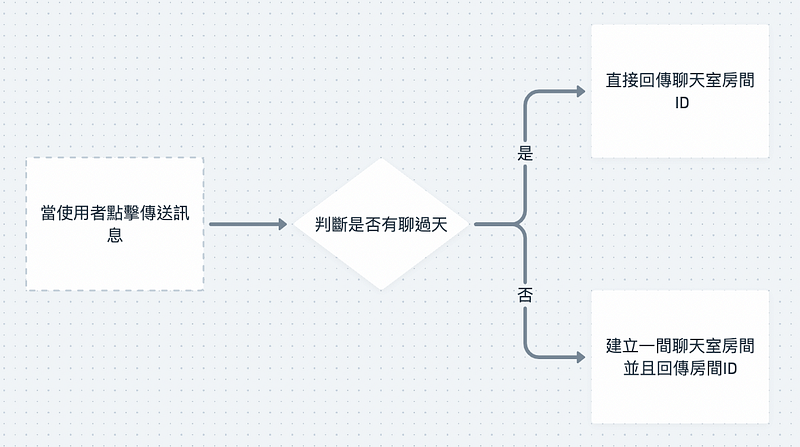 當使用者點擊傳送訊
息
判斷是否有聊過天
是
直接回傳聊天室房間
ID
否
建立一間聊天室房間
並且回傳房間ID